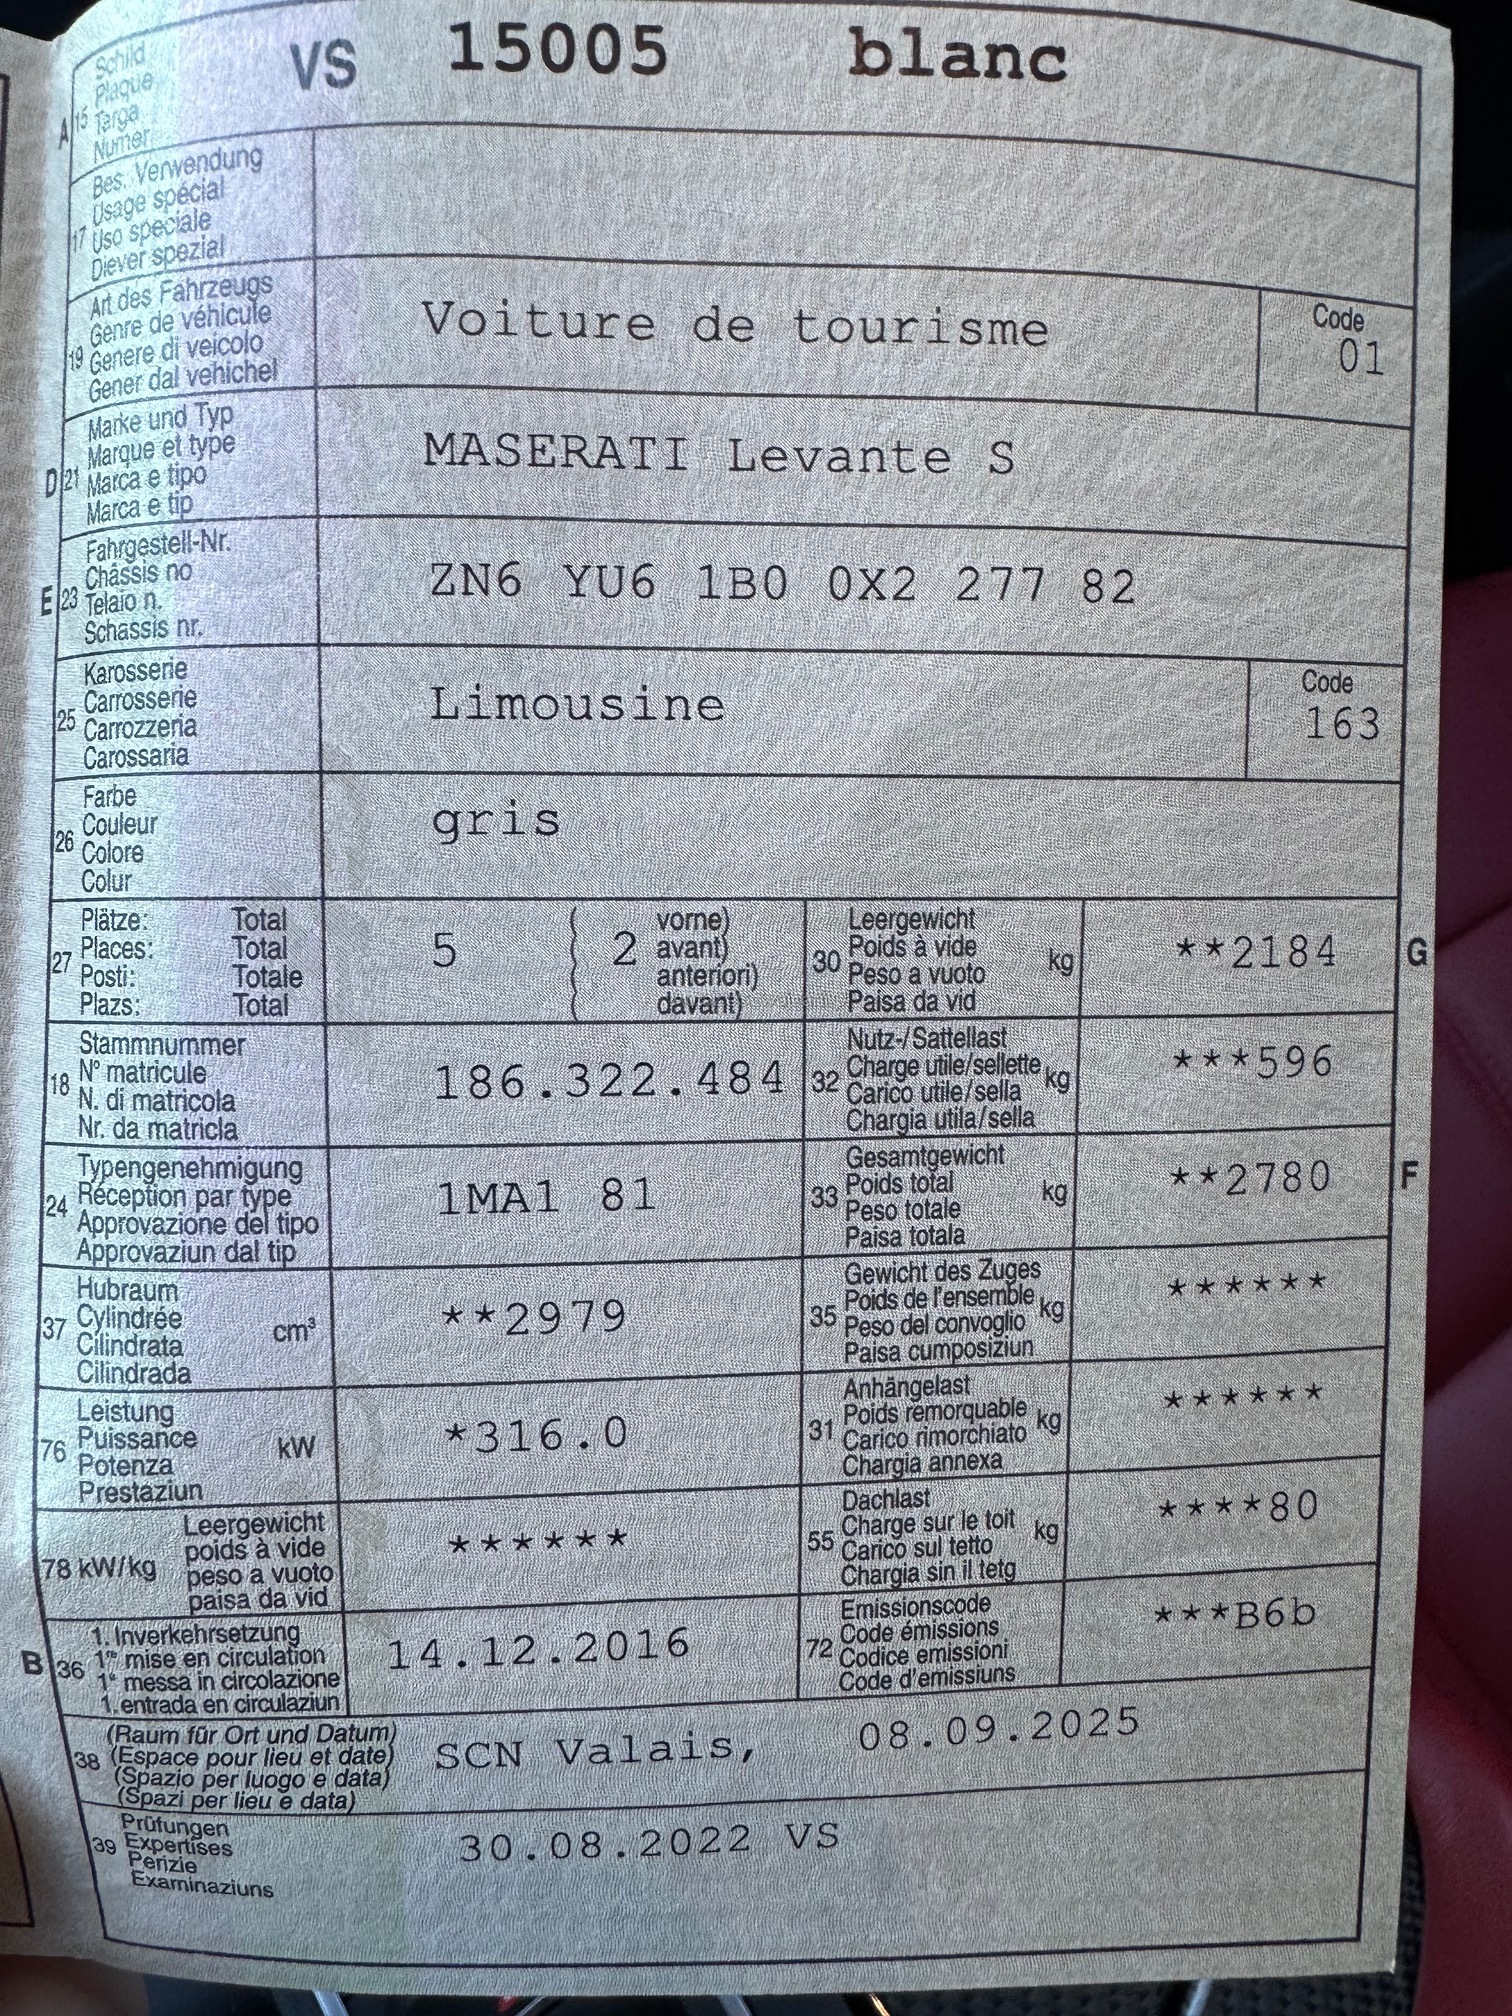 A 15 Schild
Plaque
Targa
Numer
VS 15005 blanc
17 Bes. Verwendung
Usage spécial
Uso speciale
Diever spezial
19 Art des Fahrzeugs
Genre de véhicule
Genere di veicolo
Gener dal vehichel
Voiture de tourisme
Code
01
D 21 Marke und Typ
Marque et type
Marca e tipo
Marca e tip
MASERATI Levante S
E 23 Fahrgestell-Nr.
Châssis no
Telaio n.
Schassis nr.
ZN6 YU6 1B0 0X2 277 82
25 Karosserie
Carrosserie
Carrozzeria
Carossaria
Limousine
Code
163
26 Farbe
Couleur
Colore
Colur
gris
27 Plätze: Total
Places: Total
Posti: Totale
Plazs: Total
5 ( 2 vorne)
avant)
anteriori)
davant)
30 Leergewicht
Poids à vide
Peso a vuoto
Paisa da vid
kg
**2184
G
18 Stammnummer
N° matricule
N. di matricola
Nr. da matricla
186.322.484
32 Nutz-/Sattellast
Charge utile/sellette
Carico utile/sella
Chargia utila/sella
kg
***596
24 Typengenehmigung
Réception par type
Approvazione del tipo
Approvaziun dal tip
1MA1 81
33 Gesamtgewicht
Poids total
Peso totale
Paisa totala
kg
**2780
F
37 Hubraum
Cylindrée
Cilindrata
Cilindrada
cm³
**2979
35 Gewicht des Zuges
Poids de l'ensemble
Peso del convoglio
Paisa cumposiziun
kg
******
76 Leistung
Puissance
Potenza
Prestaziun
kW
*316.0
31 Anhängelast
Poids remorquable
Carico rimorchiato
Chargia annexa
kg
******
78 kW/kg
Leergewicht
poids à vide
peso a vuoto
paisa da vid
******
55 Dachlast
Charge sur le toit
Carico sul tetto
Chargia sin il tetg
kg
****80
B 36 1. Inverkehrsetzung
1re mise en circulation
1a messa in circolazione
1. entrada en circulaziun
14.12.2016
72 Emissionscode
Code émissions
Codice emissioni
Code d'emissiuns
***B6b
38 (Raum für Ort und Datum)
(Espace pour lieu et date)
(Spazio per luogo e data)
(Spazi per lieu e data)
SCN Valais, 08.09.2025
39 Prüfungen
Expertises
Perizie
Examinaziuns
30.08.2022 VS